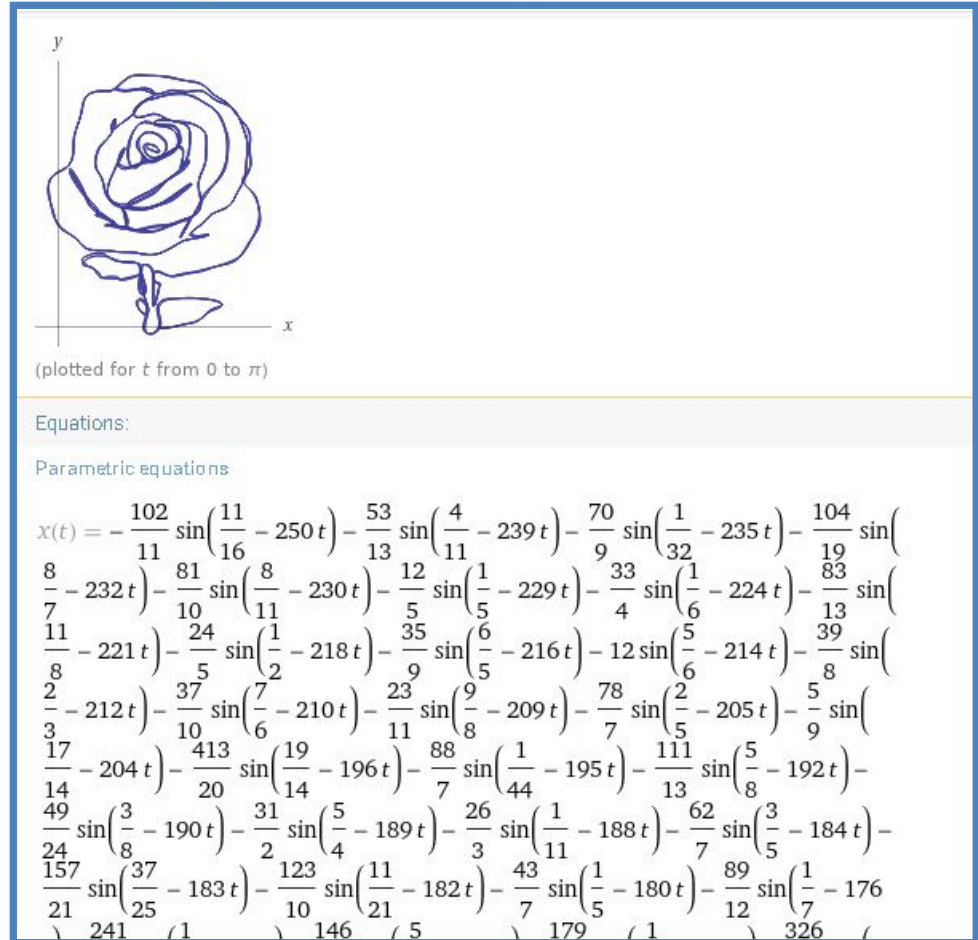 y
x
(plotted for t from 0 to π)
Equations:
Parametric equations
x(t) = − 102/11 sin(11/16 − 250 t) − 53/13 sin(4/11 − 239 t) − 70/9 sin(1/32 − 235 t) − 104/19 sin(
8/7 − 232 t) − 81/10 sin(8/11 − 230 t) − 12/5 sin(1/5 − 229 t) − 33/4 sin(1/6 − 224 t) − 83/13 sin(
11/8 − 221 t) − 24/5 sin(1/2 − 218 t) − 35/9 sin(6/5 − 216 t) − 12 sin(5/6 − 214 t) − 39/8 sin(
2/3 − 212 t) − 37/10 sin(7/6 − 210 t) − 23/11 sin(9/8 − 209 t) − 78/7 sin(2/5 − 205 t) − 5/9 sin(
17/14 − 204 t) − 413/20 sin(19/14 − 196 t) − 88/7 sin(1/44 − 195 t) − 111/13 sin(5/8 − 192 t) −
49/24 sin(3/8 − 190 t) − 31/2 sin(5/4 − 189 t) − 26/3 sin(1/11 − 188 t) − 62/7 sin(3/5 − 184 t) −
157/21 sin(37/25 − 183 t) − 123/10 sin(11/21 − 182 t) − 43/7 sin(1/5 − 180 t) − 89/12 sin(1/7 − 176
) 241 (1 ) 146 (5 ) 179 (1 ) 326 (